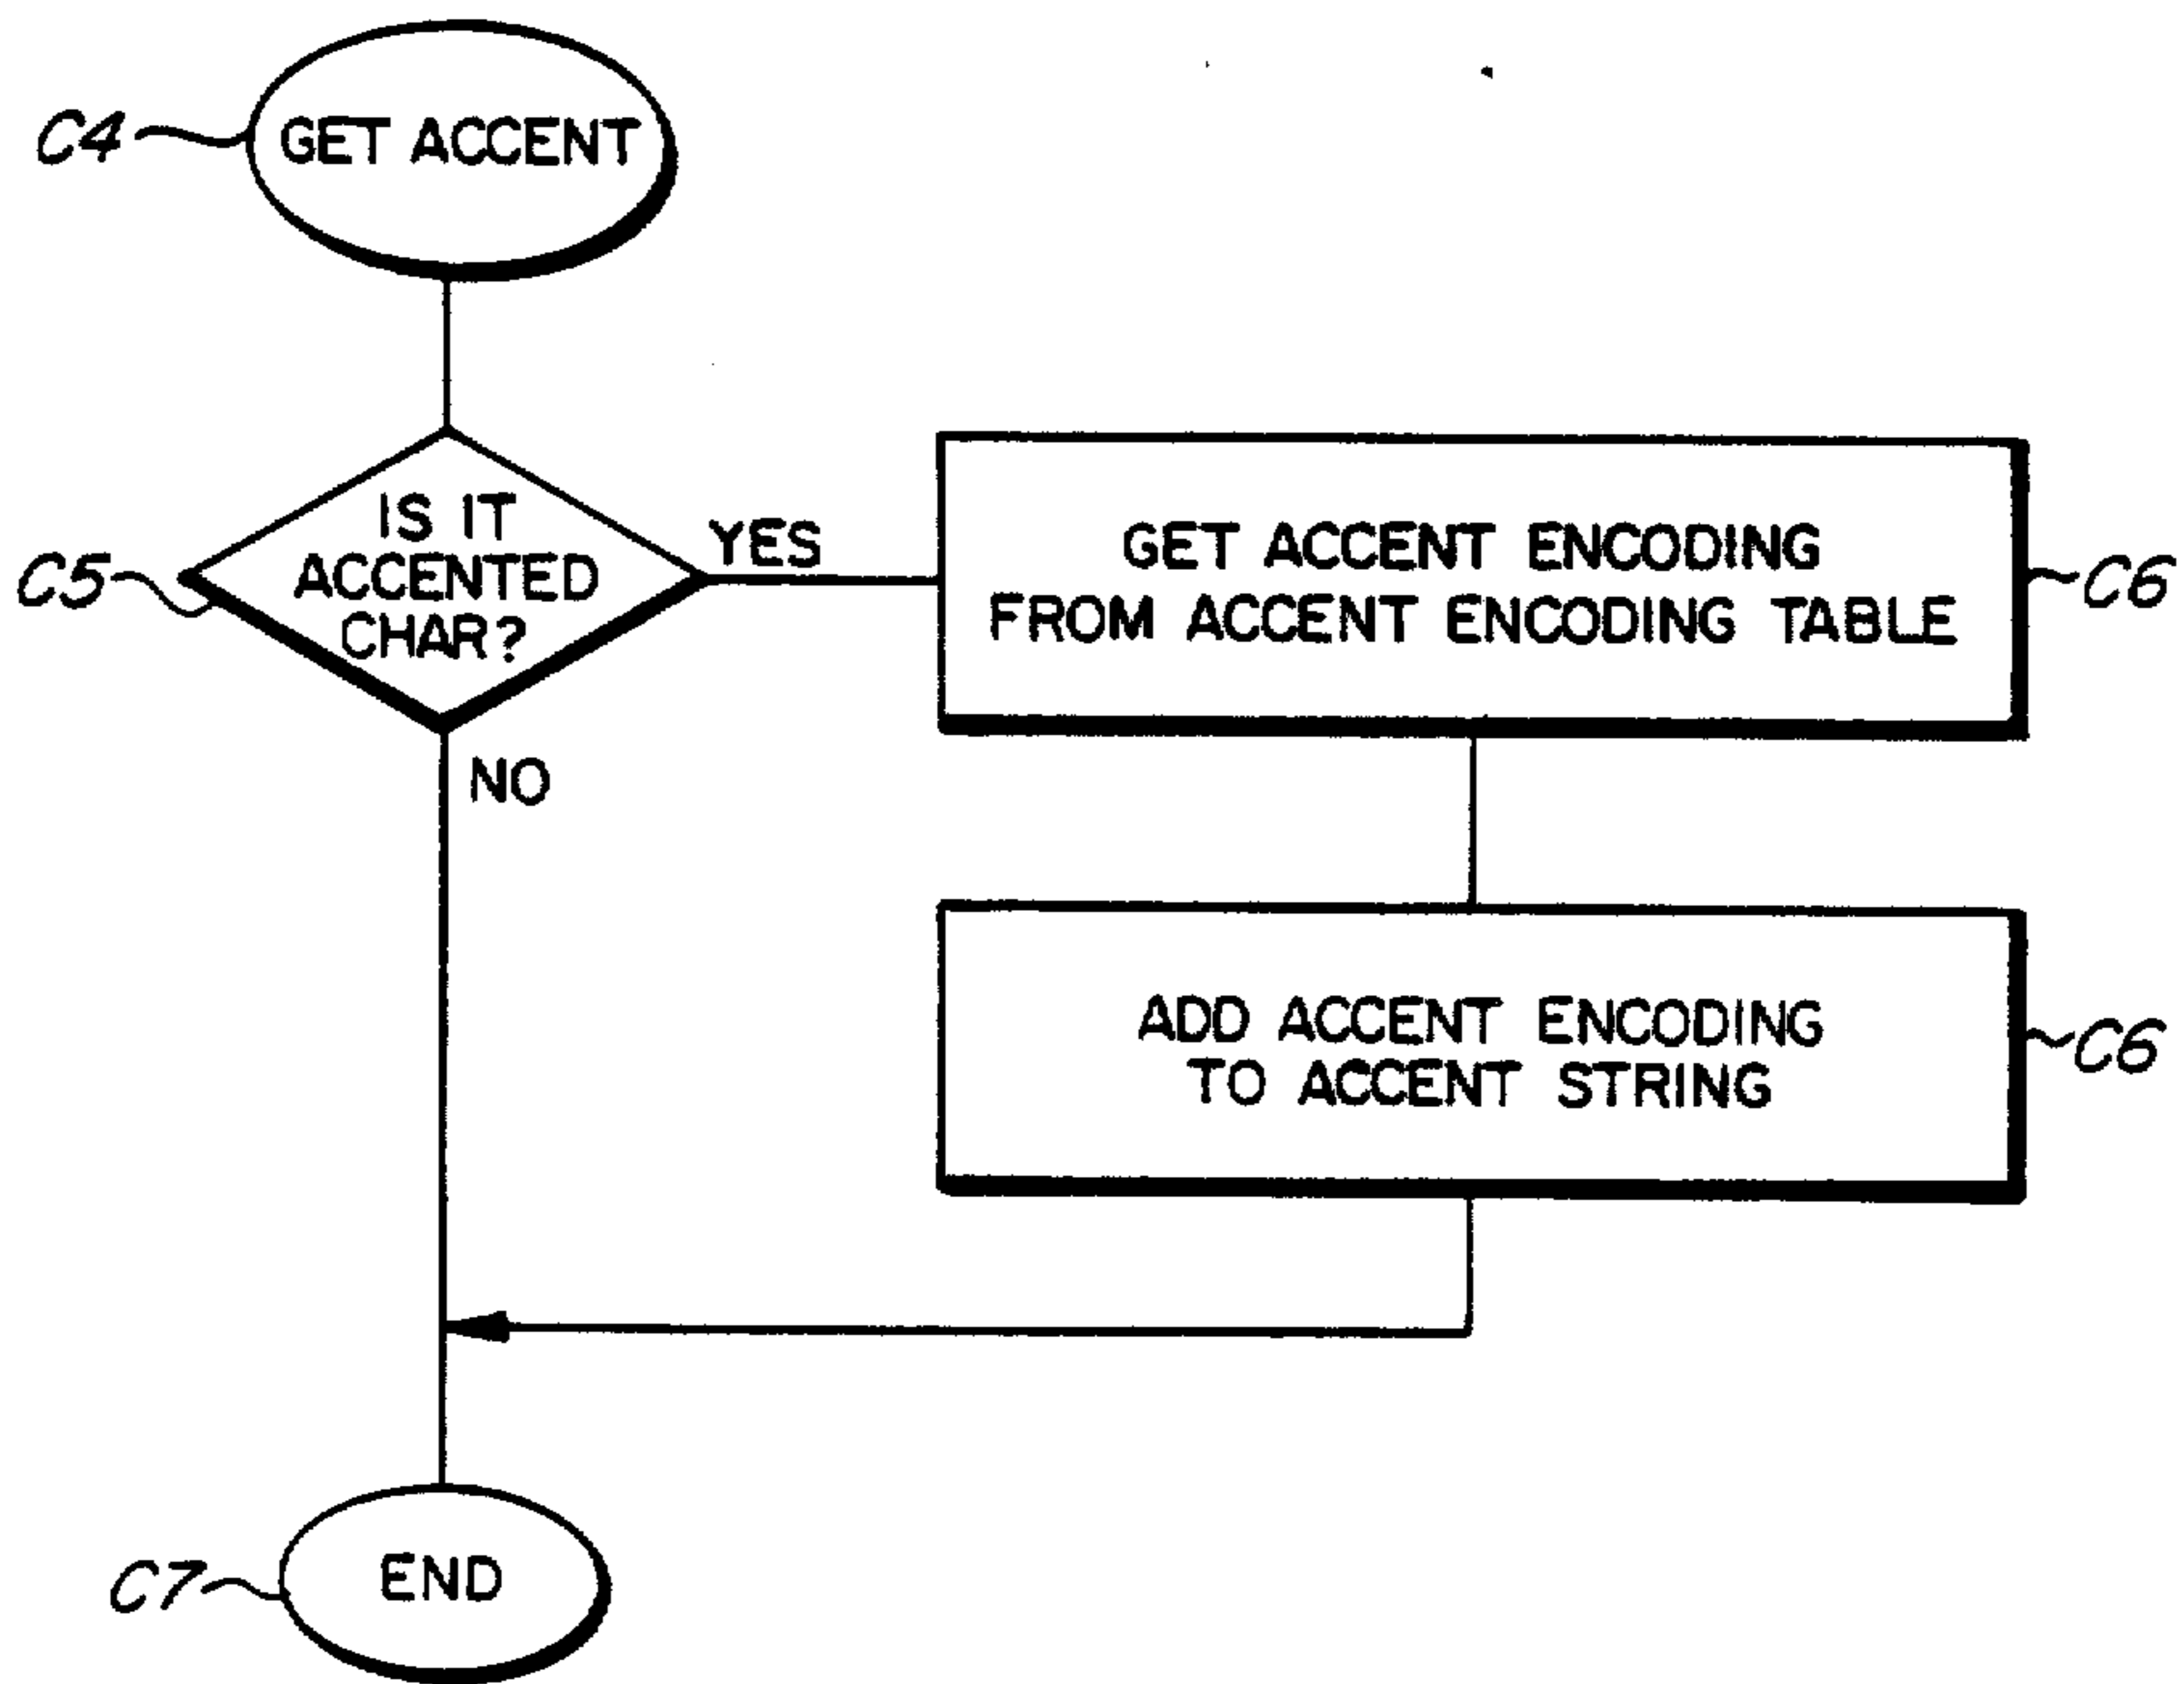 C4
GET ACCENT
C5
IS IT
ACCENTED
CHAR?
YES
NO
GET ACCENT ENCODING
FROM ACCENT ENCODING TABLE
C6
ADD ACCENT ENCODING
TO ACCENT STRING
C6
C7
END